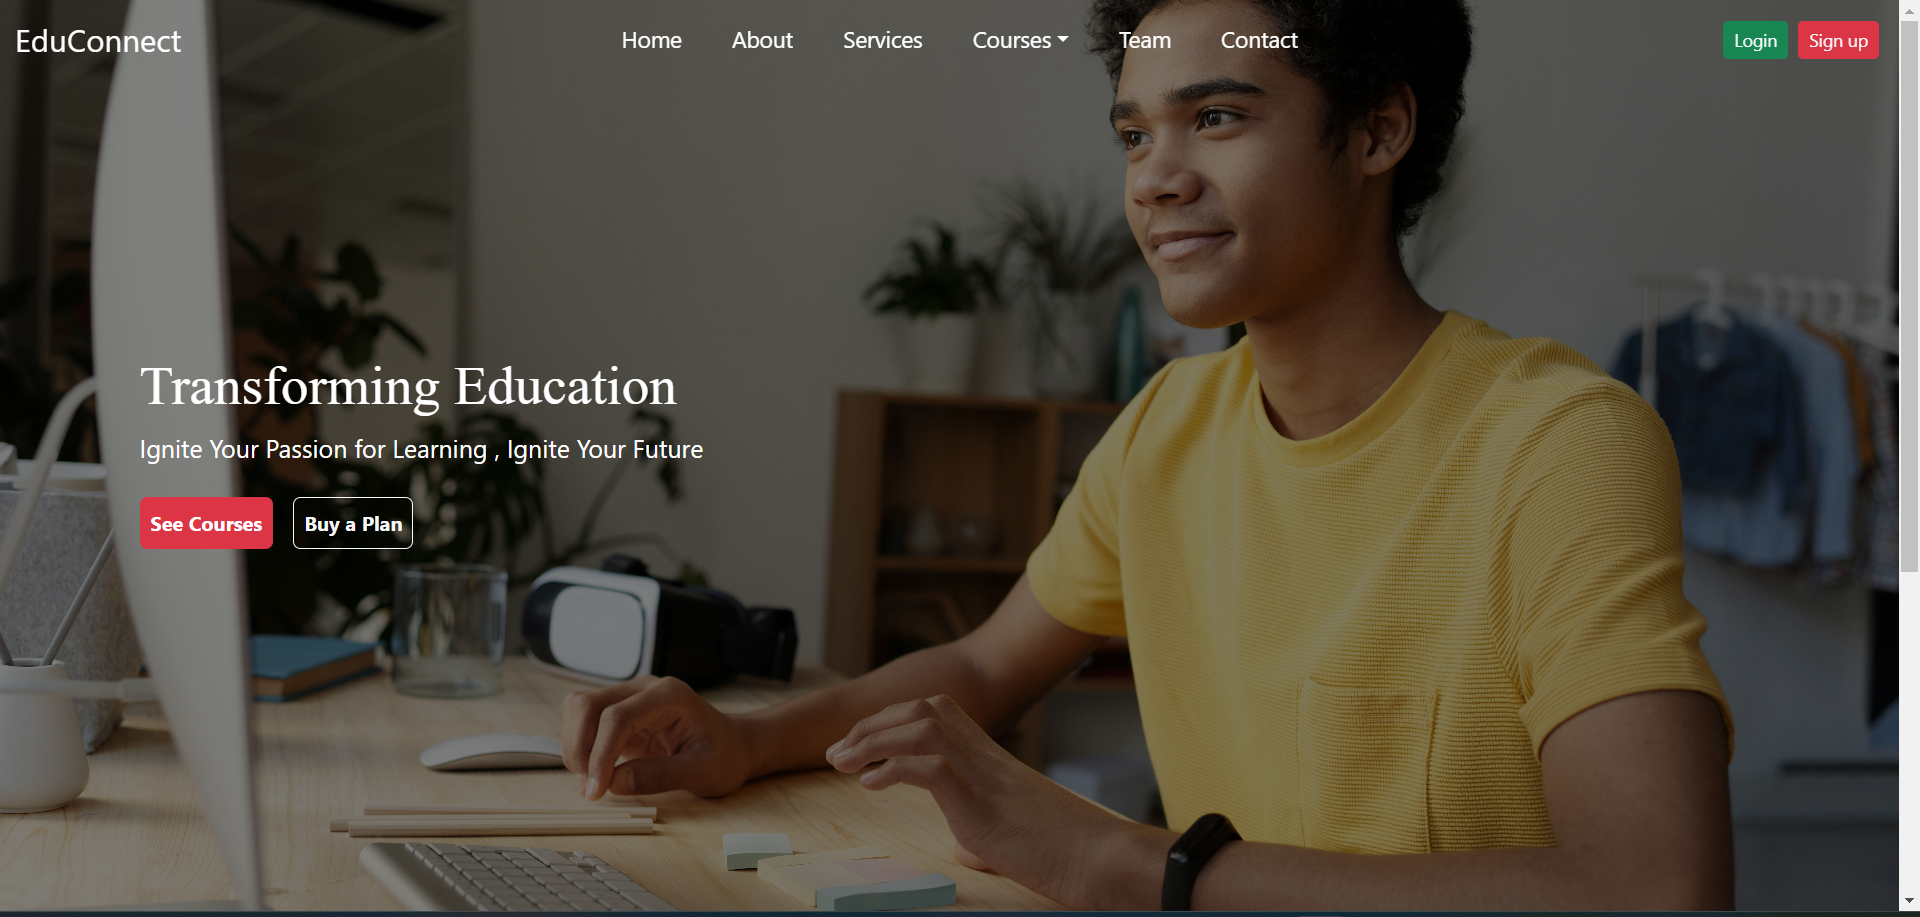 EduConnect
Home About Services Courses Team Contact
Login Sign up
Transforming Education
Ignite Your Passion for Learning , Ignite Your Future
See Courses Buy a Plan